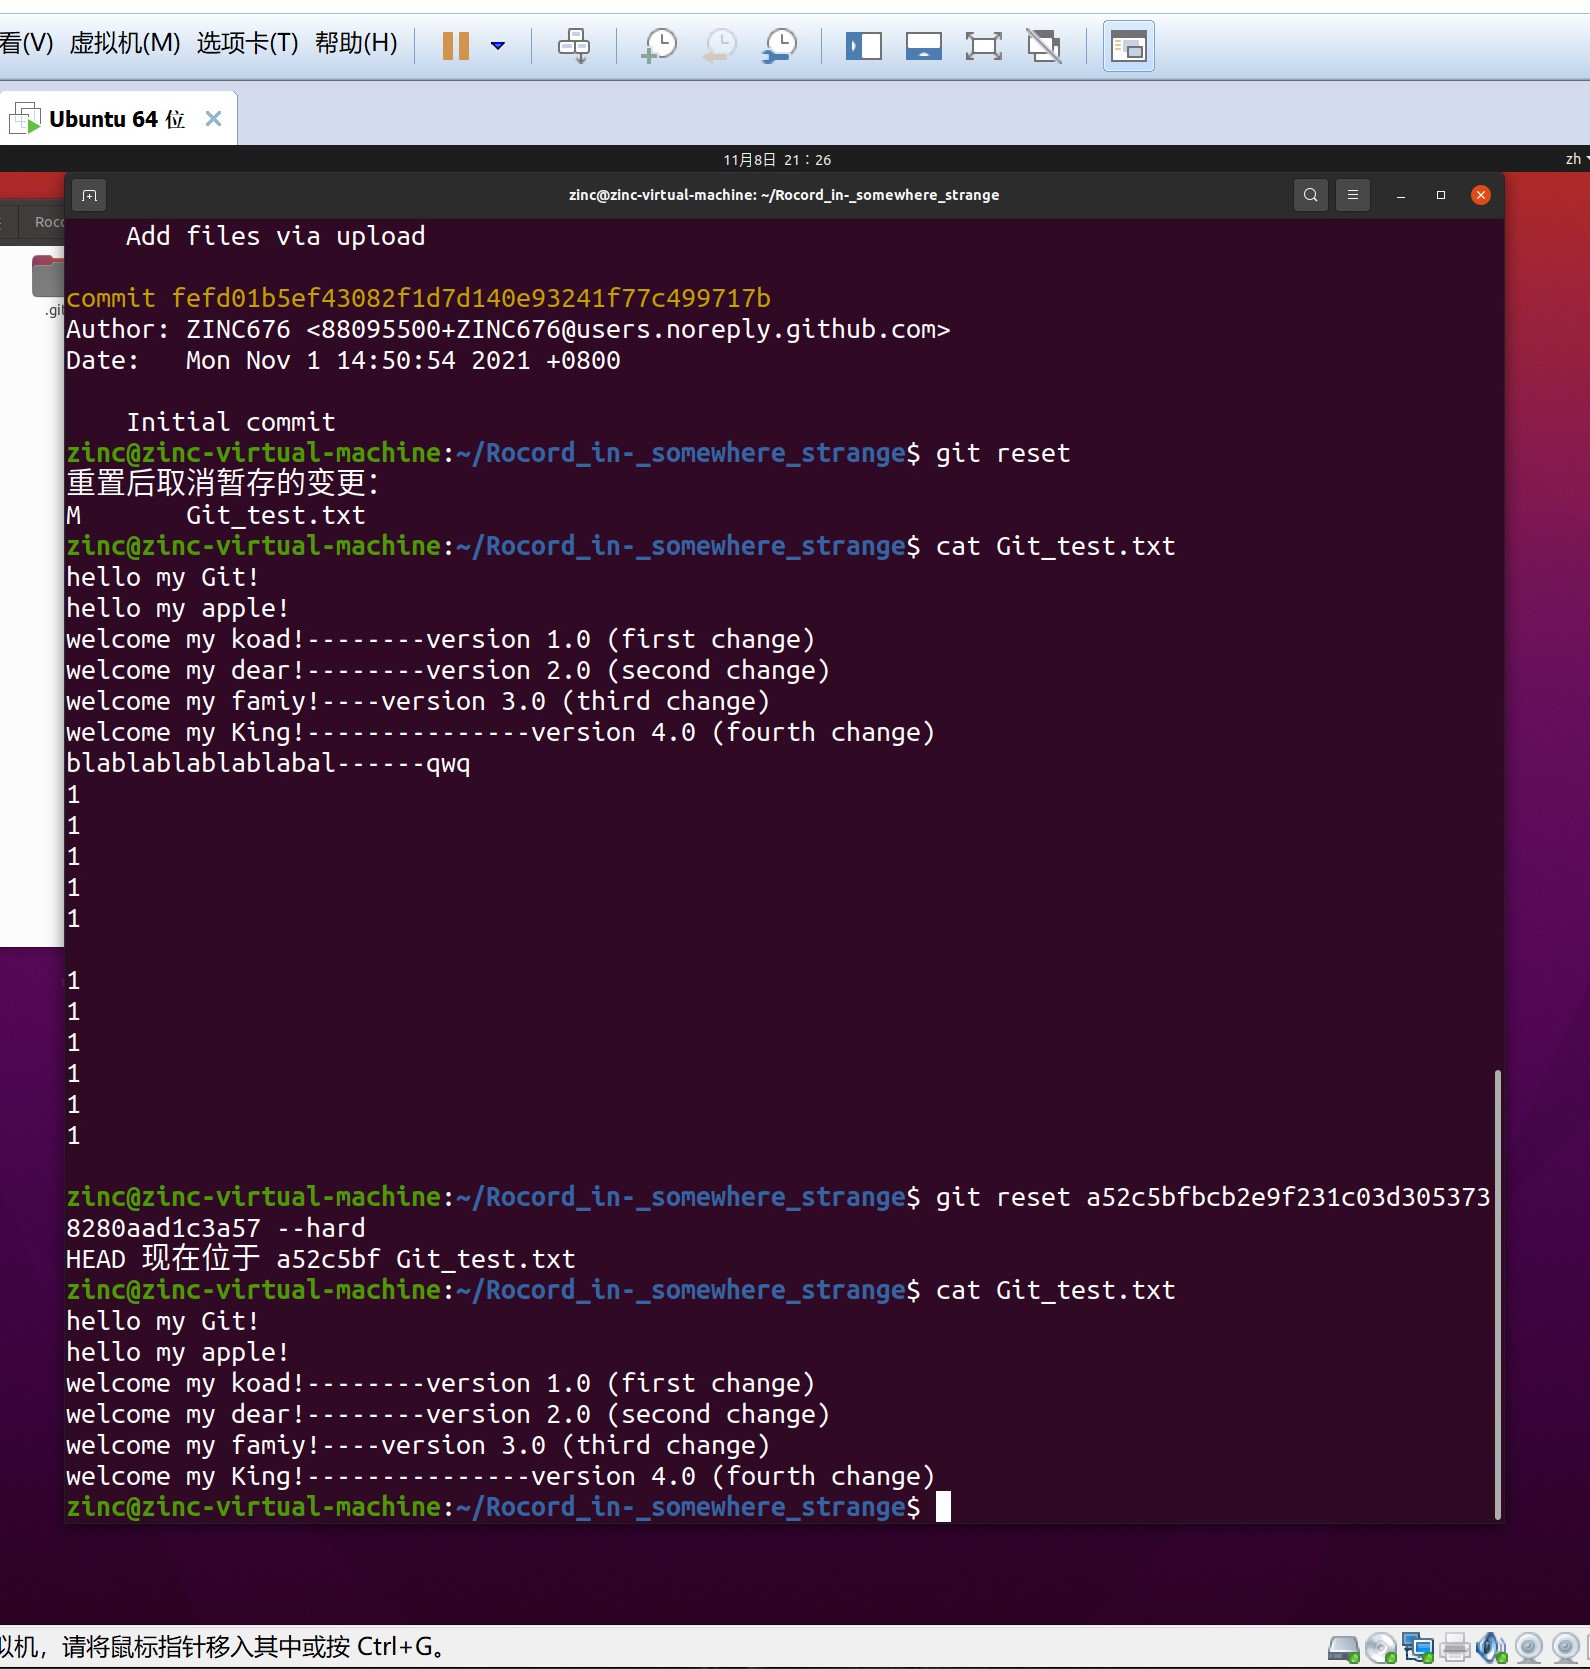 看(V) 虚拟机(M) 选项卡(T) 帮助(H)
Ubuntu 64 位
11月8日 21：26
zh
zinc@zinc-virtual-machine: ~/Rocord_in-_somewhere_strange
Roco
.git
Add files via upload
commit fefd01b5ef43082f1d7d140e93241f77c499717b
Author: ZINC676 <88095500+ZINC676@users.noreply.github.com>
Date:   Mon Nov 1 14:50:54 2021 +0800
Initial commit
zinc@zinc-virtual-machine:~/Rocord_in-_somewhere_strange$ git reset
重置后取消暂存的变更：
M       Git_test.txt
zinc@zinc-virtual-machine:~/Rocord_in-_somewhere_strange$ cat Git_test.txt
hello my Git!
hello my apple!
welcome my koad!--------version 1.0 (first change)
welcome my dear!--------version 2.0 (second change)
welcome my famiy!----version 3.0 (third change)
welcome my King!---------------version 4.0 (fourth change)
blablablablablabal------qwq
1
1
1
1
1
1
1
1
1
1
1
zinc@zinc-virtual-machine:~/Rocord_in-_somewhere_strange$ git reset a52c5bfbcb2e9f231c03d305373
8280aad1c3a57 --hard
HEAD 现在位于 a52c5bf Git_test.txt
zinc@zinc-virtual-machine:~/Rocord_in-_somewhere_strange$ cat Git_test.txt
hello my Git!
hello my apple!
welcome my koad!--------version 1.0 (first change)
welcome my dear!--------version 2.0 (second change)
welcome my famiy!----version 3.0 (third change)
welcome my King!---------------version 4.0 (fourth change)
zinc@zinc-virtual-machine:~/Rocord_in-_somewhere_strange$
拟机，请将鼠标指针移入其中或按 Ctrl+G。